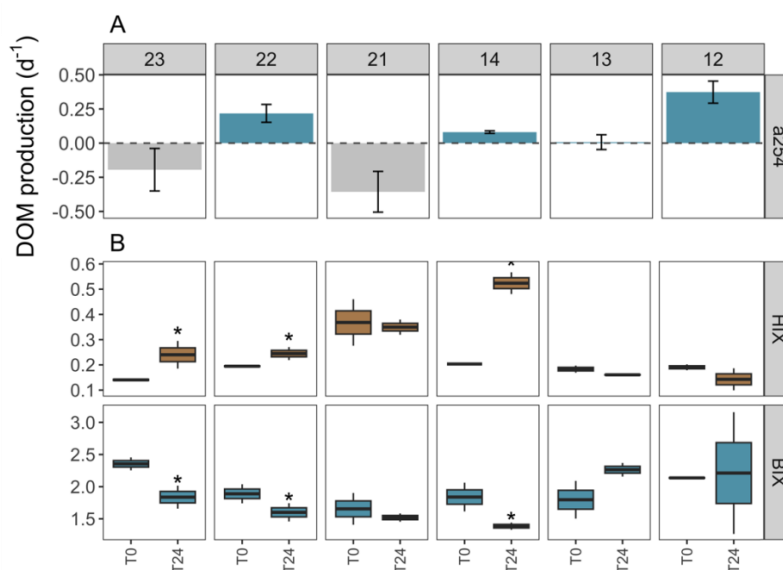 A
DOM production (d⁻¹)
23 22 21 14 13 12
0.50
0.25
0.00
-0.25
-0.50
a254
B
0.6
0.5
0.4
0.3
0.2
0.1
* * *
HIX
3.0
2.5
2.0
1.5
* * *
BIX
T0 T24 T0 T24 T0 T24 T0 T24 T0 T24 T0 T24